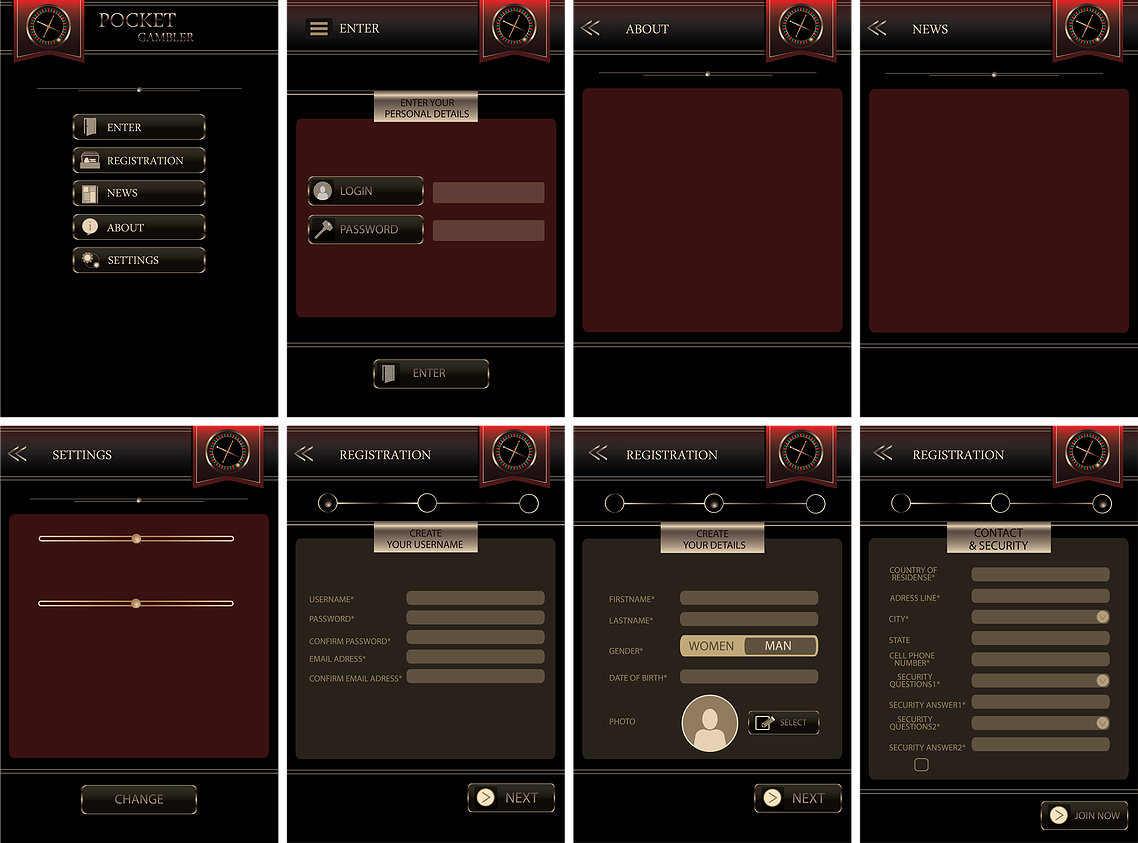 POCKET
GAMBLER
ENTER
REGISTRATION
NEWS
ABOUT
SETTINGS
ENTER
ENTER YOUR
PERSONAL DETAILS
LOGIN
PASSWORD
ENTER
ABOUT
NEWS
SETTINGS
CHANGE
REGISTRATION
CREATE
YOUR USERNAME
USERNAME*
PASSWORD*
CONFIRM PASSWORD*
EMAIL ADRESS*
CONFIRM EMAIL ADRESS*
NEXT
REGISTRATION
CREATE
YOUR DETAILS
FIRSTNAME*
LASTNAME*
GENDER*
WOMEN MAN
DATE OF BIRTH*
PHOTO
SELECT
NEXT
REGISTRATION
CONTACT
& SECURITY
COUNTRY OF
RESIDENSE*
ADRESS LINE*
CITY*
STATE
CELL PHONE
NUMBER*
SECURITY
QUESTIONS1*
SECURITY ANSWER1*
SECURITY
QUESTIONS2*
SECURITY ANSWER2*
JOIN NOW